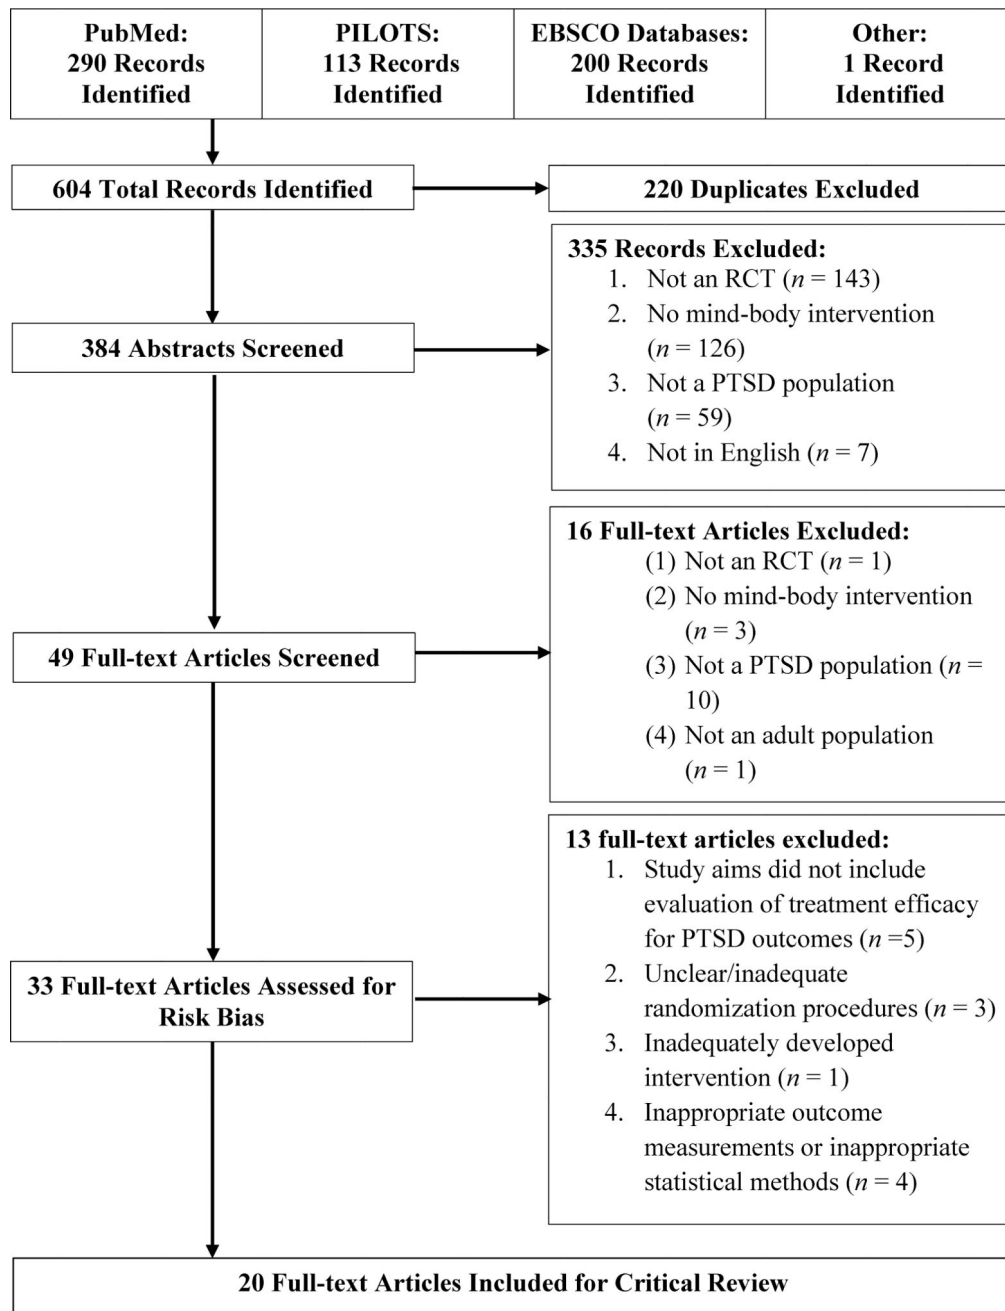 PubMed:
290 Records
Identified
PILOTS:
113 Records
Identified
EBSCO Databases:
200 Records
Identified
Other:
1 Record
Identified
604 Total Records Identified
220 Duplicates Excluded
335 Records Excluded:
1. Not an RCT (n = 143)
2. No mind-body intervention
(n = 126)
3. Not a PTSD population
(n = 59)
4. Not in English (n = 7)
384 Abstracts Screened
16 Full-text Articles Excluded:
(1) Not an RCT (n = 1)
(2) No mind-body intervention
(n = 3)
(3) Not a PTSD population (n =
10)
(4) Not an adult population
(n = 1)
49 Full-text Articles Screened
13 full-text articles excluded:
1. Study aims did not include
evaluation of treatment efficacy
for PTSD outcomes (n =5)
2. Unclear/inadequate
randomization procedures (n = 3)
3. Inadequately developed
intervention (n = 1)
4. Inappropriate outcome
measurements or inappropriate
statistical methods (n = 4)
33 Full-text Articles Assessed for
Risk Bias
20 Full-text Articles Included for Critical Review